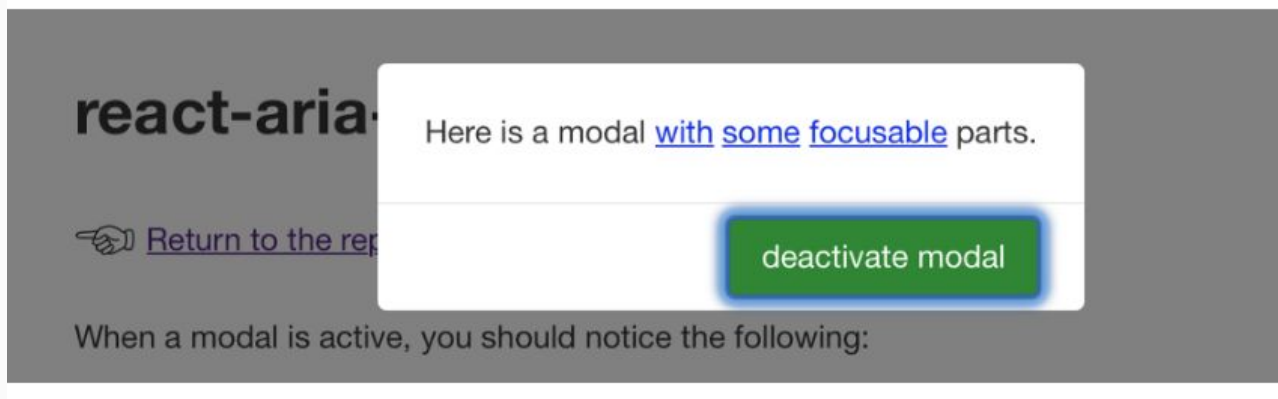 react-aria-
Here is a modal with some focusable parts.
Return to the rep
deactivate modal
When a modal is active, you should notice the following: